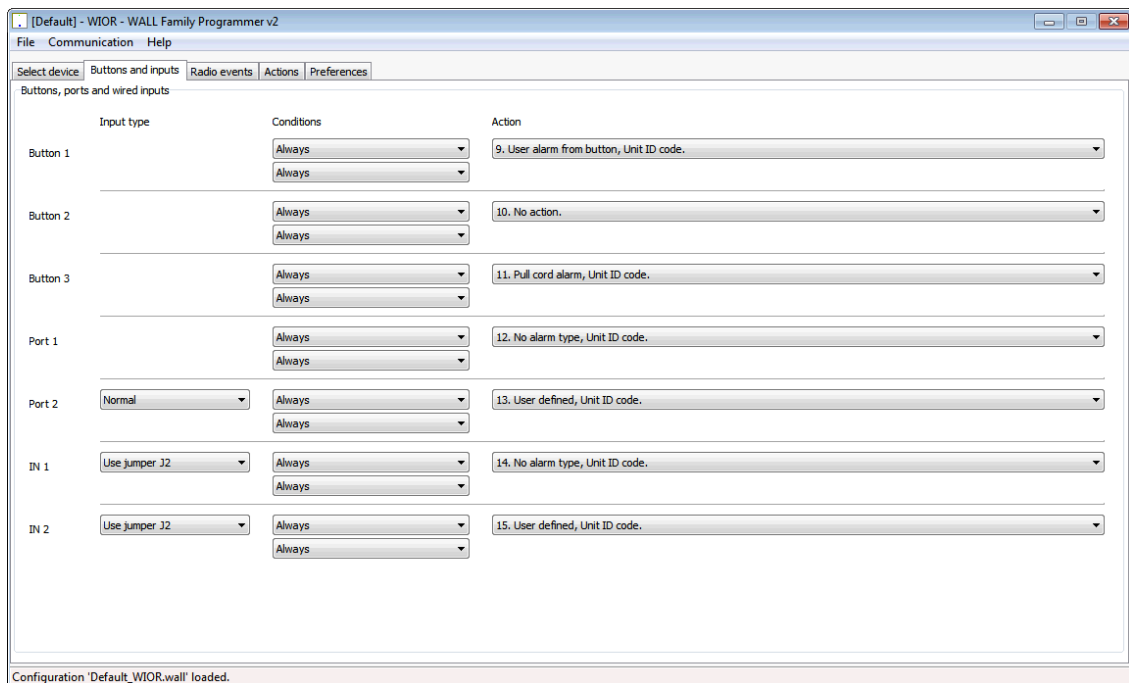 [Default] - WIOR - WALL Family Programmer v2
File Communication Help
Select device Buttons and inputs Radio events Actions Preferences
Buttons, ports and wired inputs
Input type Conditions Action
Button 1 Always 9. User alarm from button, Unit ID code.
Always
Button 2 Always 10. No action.
Always
Button 3 Always 11. Pull cord alarm, Unit ID code.
Always
Port 1 Always 12. No alarm type, Unit ID code.
Always
Port 2 Normal Always 13. User defined, Unit ID code.
Always
IN 1 Use jumper J2 Always 14. No alarm type, Unit ID code.
Always
IN 2 Use jumper J2 Always 15. User defined, Unit ID code.
Always
Configuration 'Default_WIOR.wall' loaded.